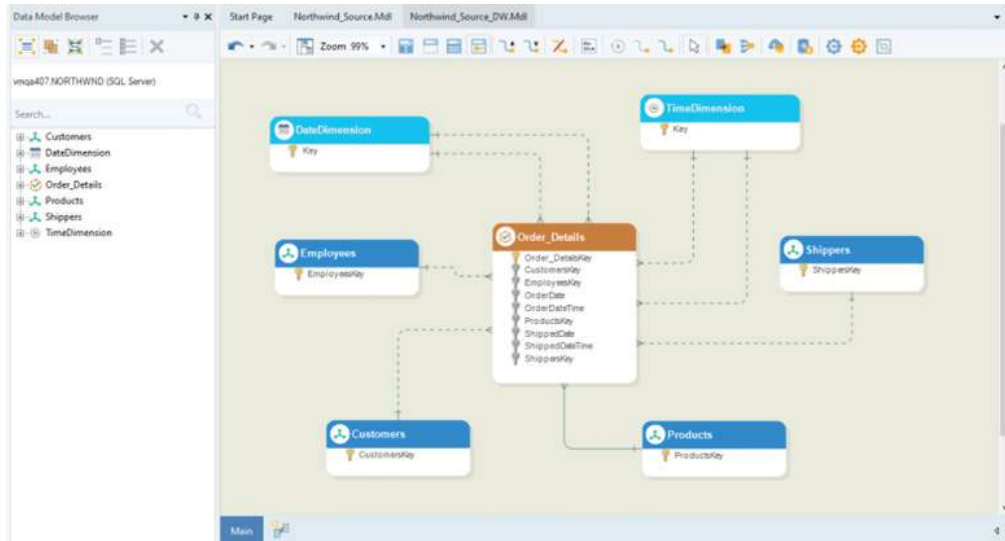 Data Model Browser
Start Page
Northwind_Source.Mdl
Northwind_Source_DW.Mdl
Zoom 99%
vmqa407.NORTHWND (SQL Server)
Search...
Customers
DateDimension
Employees
Order_Details
Products
Shippers
TimeDimension
DateDimension
Key
TimeDimension
Key
Employees
EmployeesKey
Order_Details
Order_DetailsKey
CustomersKey
EmployeesKey
OrderDate
OrderDateTime
ProductsKey
ShippedDate
ShippedDateTime
ShippersKey
Shippers
ShippersKey
Customers
CustomersKey
Products
ProductsKey
Main